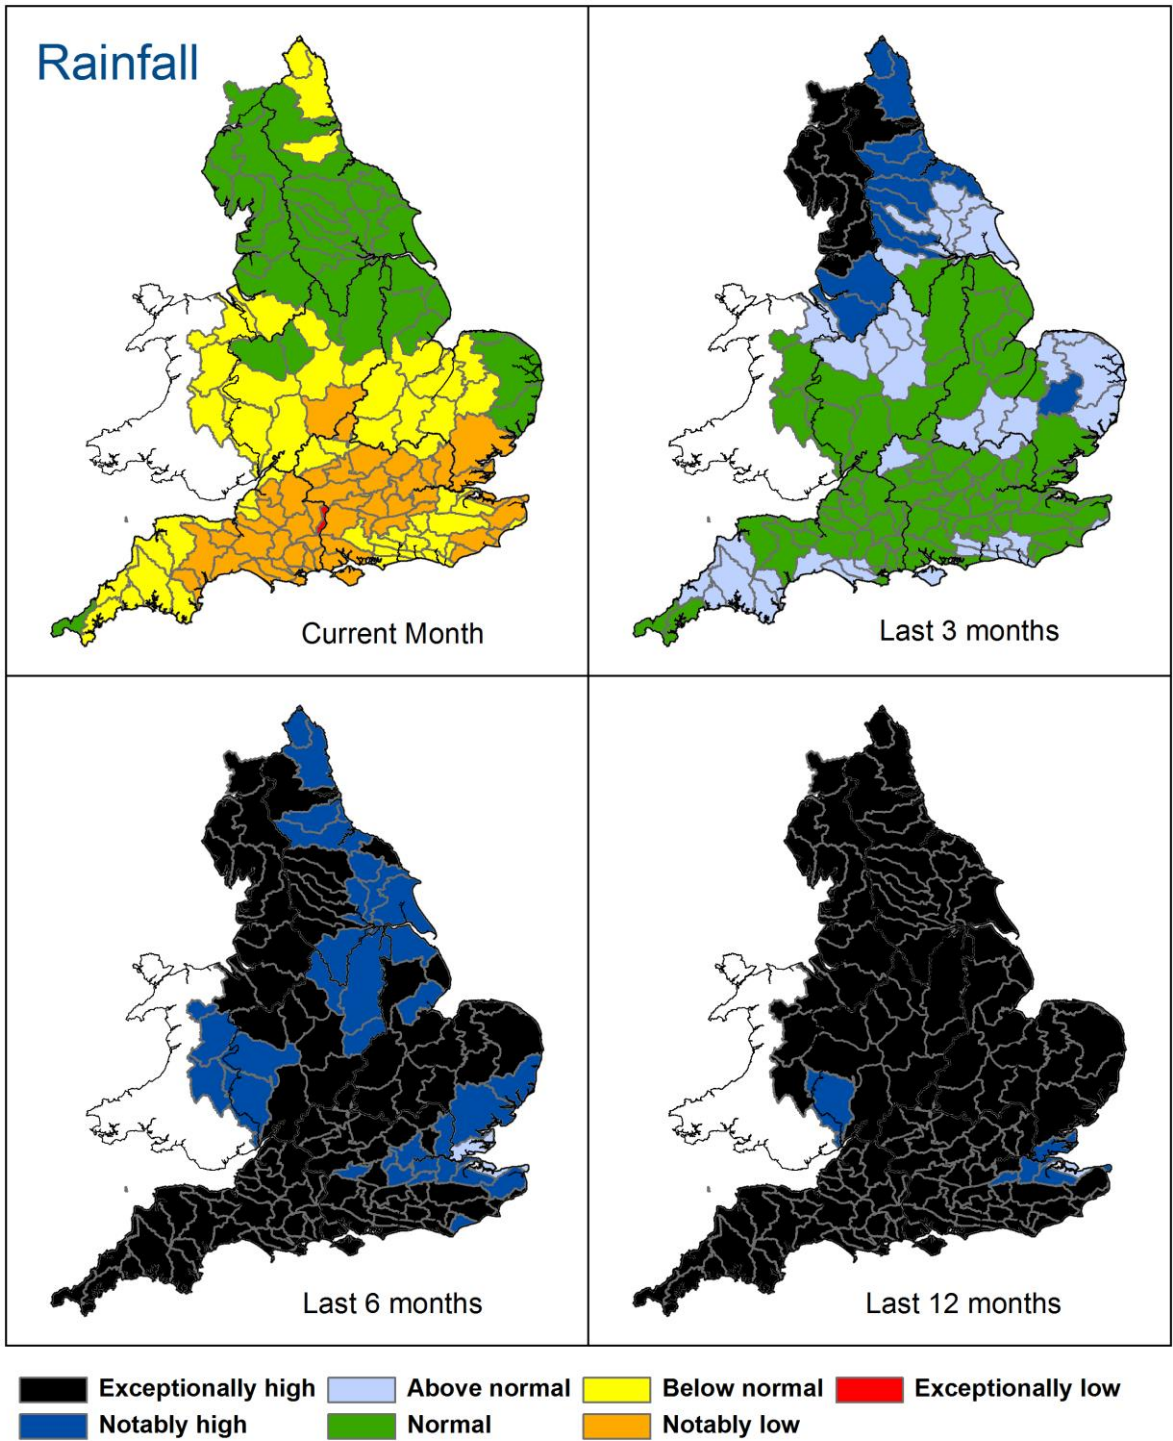 Rainfall
Current Month
Last 3 months
Last 6 months
Last 12 months
Exceptionally high
Above normal
Below normal
Exceptionally low
Notably high
Normal
Notably low